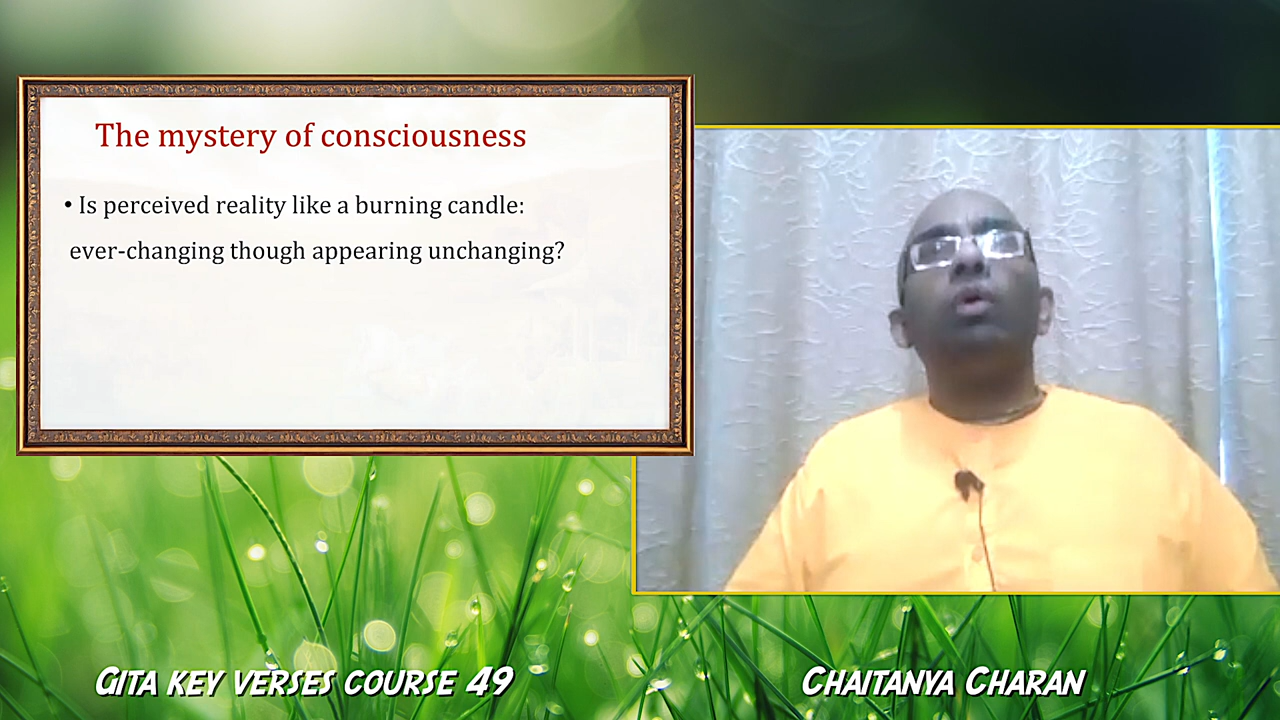 The mystery of consciousness
• Is perceived reality like a burning candle:
ever-changing though appearing unchanging?
GITA KEY VERSES COURSE 49
CHAITANYA CHARAN